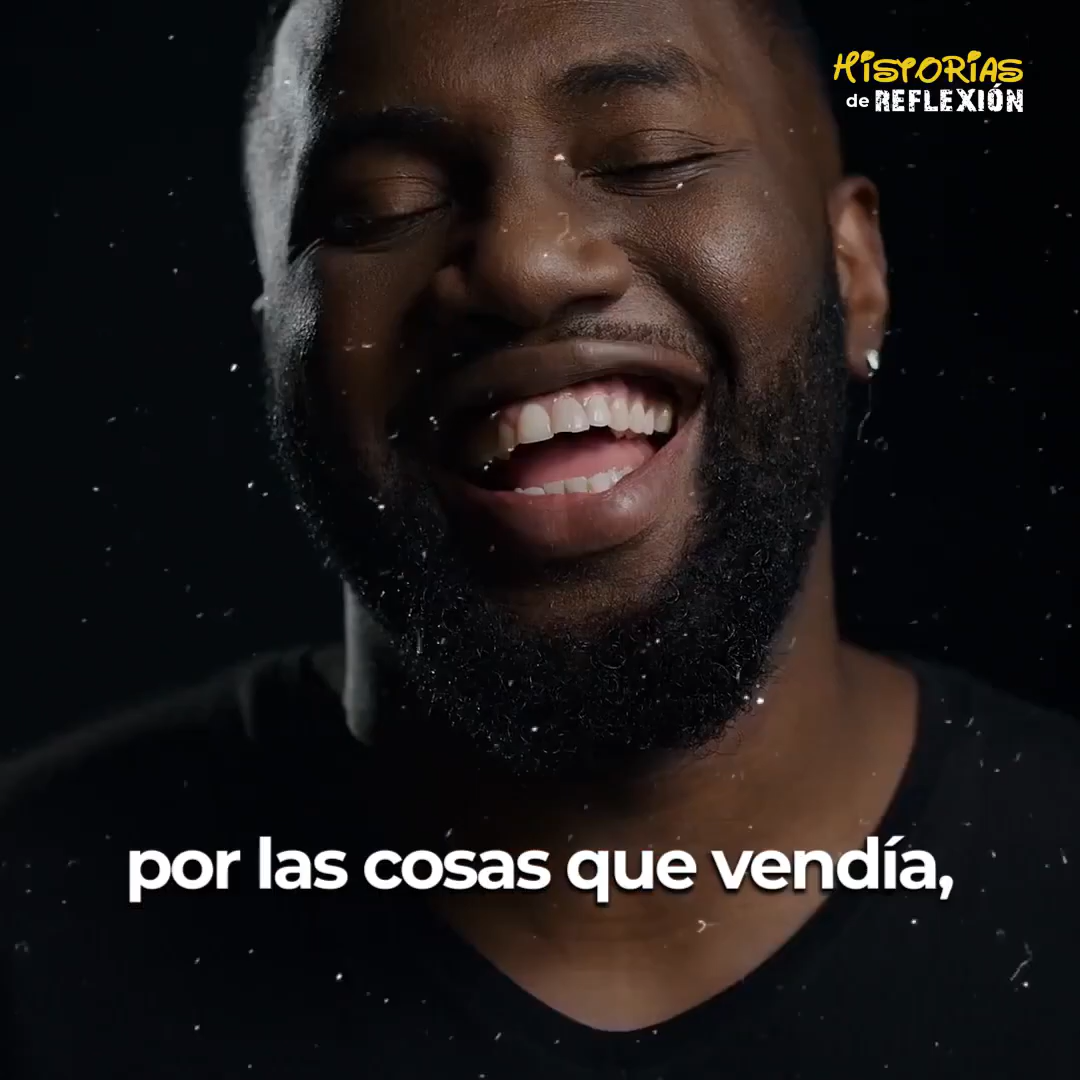 HISTORIAS
de REFLEXIÓN
por las cosas que vendía,